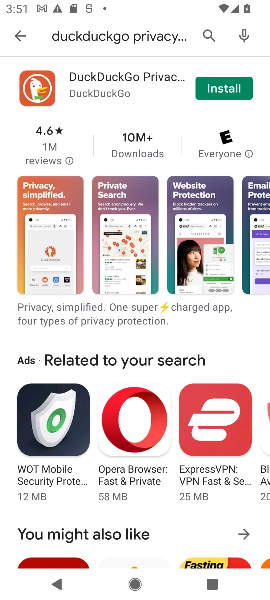 3:51
duckduckgo privacy...
DuckDuckGo Privac...
DuckDuckGo
Install
4.6★
1M
reviews
10M+
Downloads
E
Everyone
Privacy,
simplified.
Private
Search
Website
Protection
Email
Prote
Privacy, simplified. One super⚡charged app,
four types of privacy protection.
Ads · Related to your search
WOT Mobile
Security Prote...
12 MB
Opera Browser:
Fast & Private
58 MB
ExpressVPN:
VPN Fast & Se...
25 MB
Bl
20
You might also like
Fasting